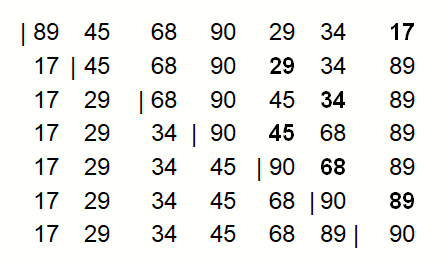 | 89 45 68 90 29 34 17
17 | 45 68 90 29 34 89
17 29 | 68 90 45 34 89
17 29 34 | 90 45 68 89
17 29 34 45 | 90 68 89
17 29 34 45 68 | 90 89
17 29 34 45 68 89 | 90